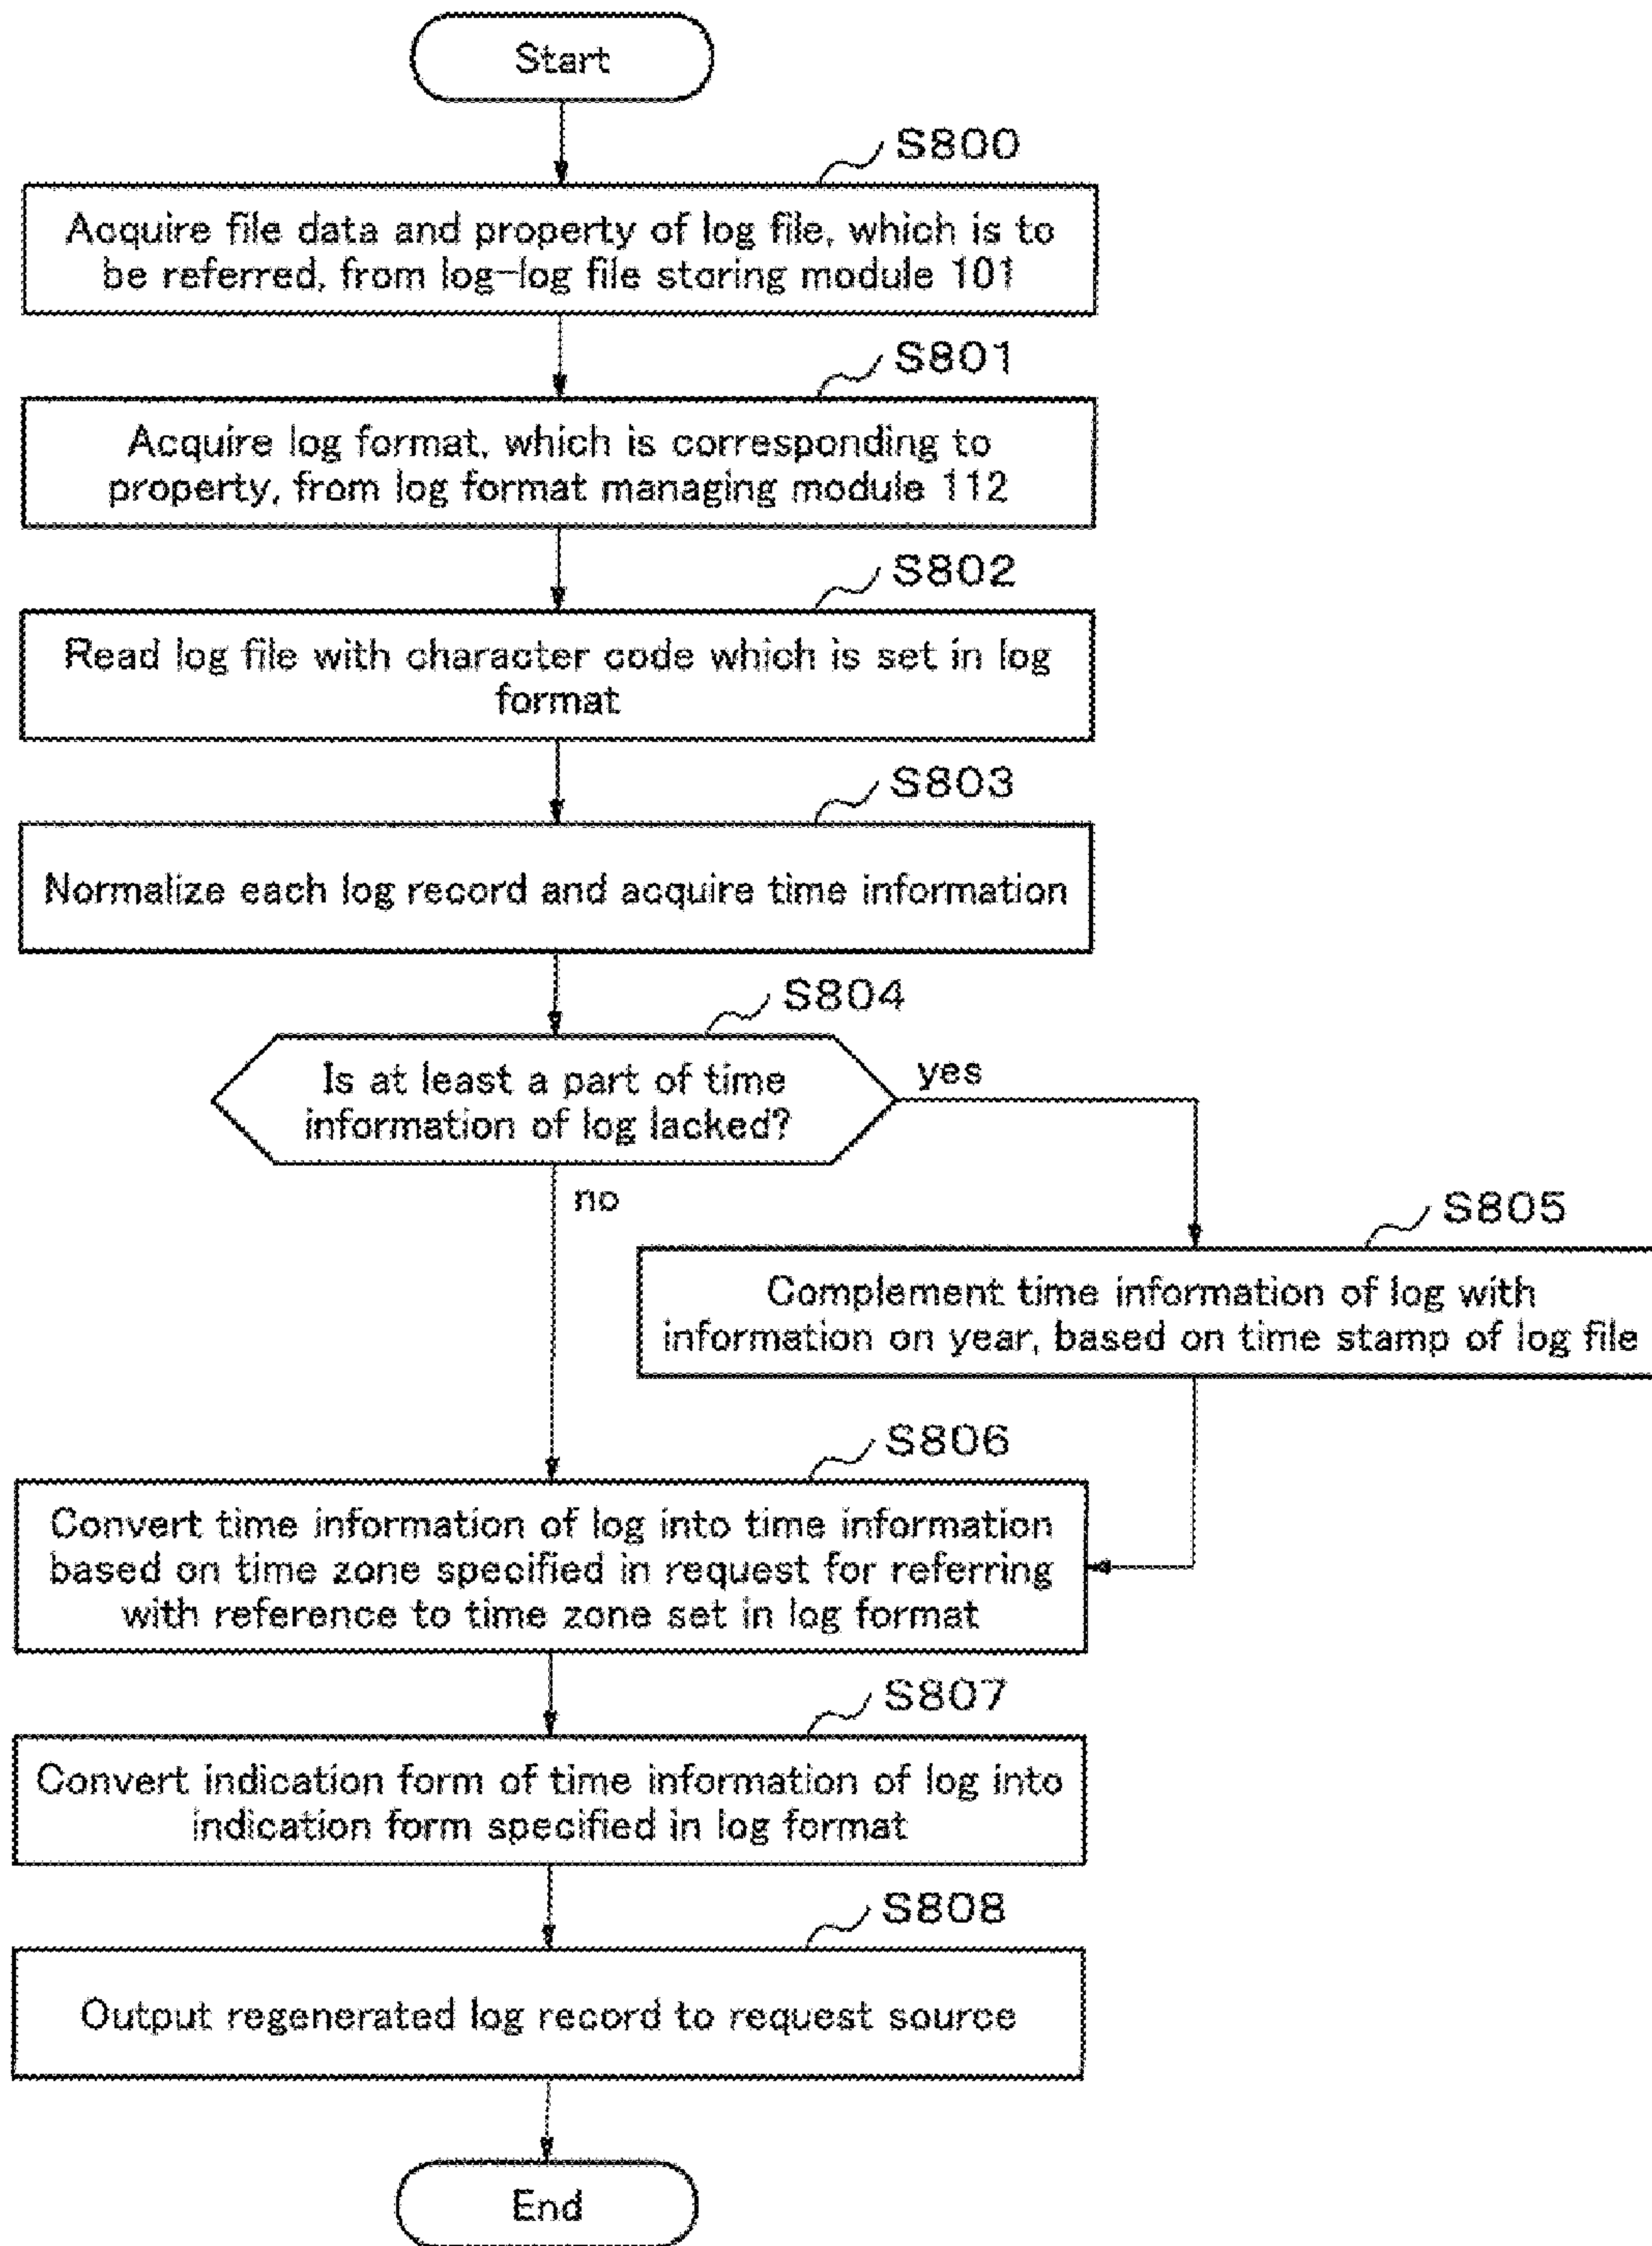 Start
S800
Acquire file data and property of log file, which is to
be referred, from log-log file storing module 101
S801
Acquire log format, which is corresponding to
property, from log format managing module 112
S802
Read log file with character code which is set in log
format
S803
Normalize each log record and acquire time information
S804
Is at least a part of time
information of log lacked?
yes
no
S805
Complement time information of log with
information on year, based on time stamp of log file
S806
Convert time information of log into time information
based on time zone specified in request for referring
with reference to time zone set in log format
S807
Convert indication form of time information of log into
indication form specified in log format
S808
Output regenerated log record to request source
End